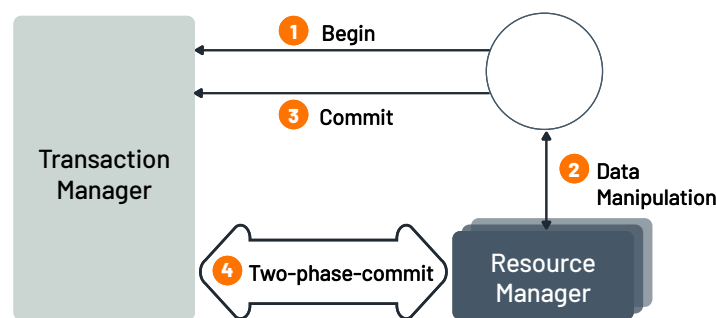 1 Begin
3 Commit
Transaction
Manager
2 Data
Manipulation
4 Two-phase-commit
Resource
Manager